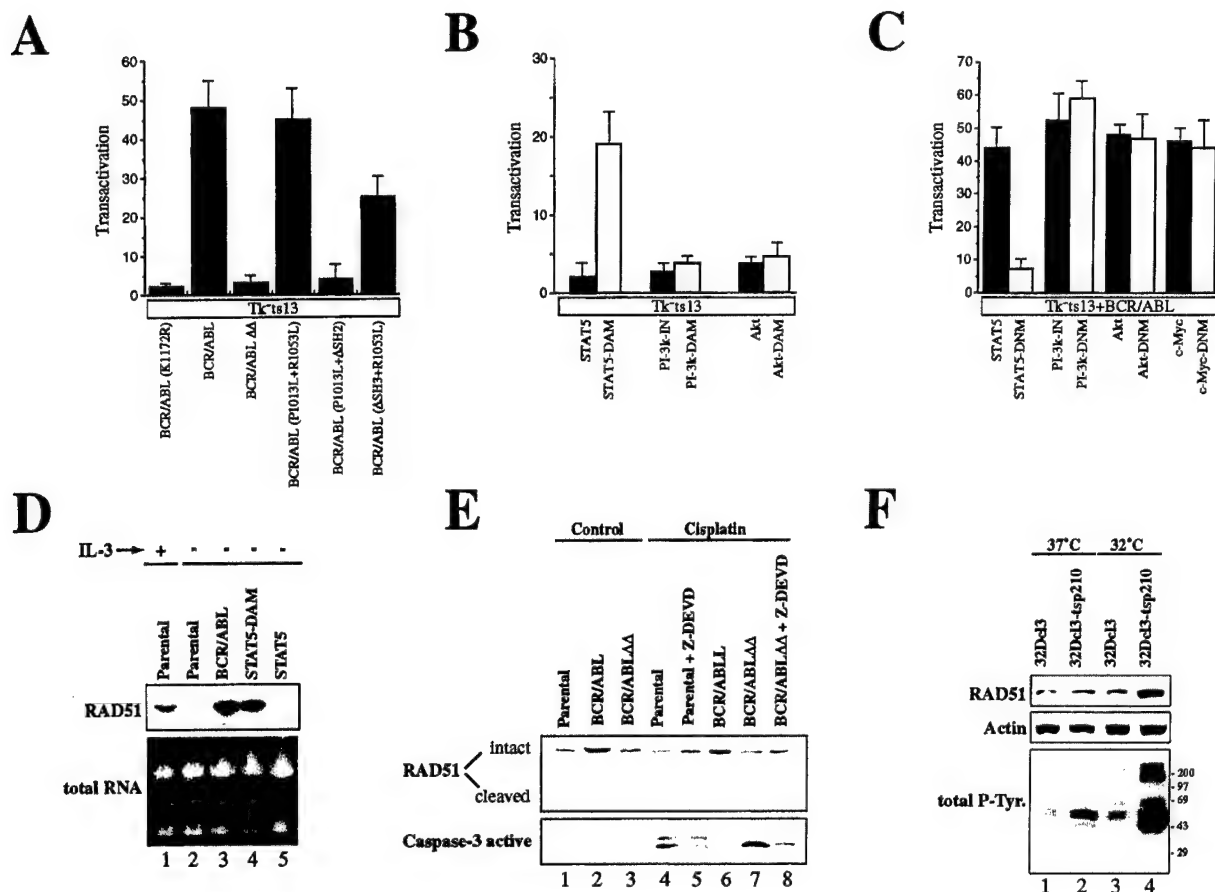 A
Transactivation
60
50
40
30
20
10
0
Tk⁻ts13
BCR/ABL (K1172R)
BCR/ABL
BCR/ABL ΔΔ
BCR/ABL (P1013L+R1053L)
BCR/ABL (P1013L+ΔSH2)
BCR/ABL (ΔSH3+R1053L)
B
Transactivation
30
20
10
0
Tk⁻ts13
STAT5
STAT5-DAM
PI-3k-IN
PI-3k-DAM
Akt
Akt-DAM
C
Transactivation
70
60
50
40
30
20
10
0
Tk⁻ts13+BCR/ABL
STAT5
STAT5-DNM
PI-3k-IN
PI-3k-DNM
Akt
Akt-DNM
c-Myc
c-Myc-DNM
D
IL-3 → + - - - -
Parental
Parental
BCR/ABL
STAT5-DAM
STAT5
RAD51
total RNA
1 2 3 4 5
E
Control Cisplatin
Parental
BCR/ABL
BCR/ABLΔΔ
Parental
Parental + Z-DEVD
BCR/ABLL
BCR/ABLΔΔ
BCR/ABLΔΔ + Z-DEVD
RAD51
intact
cleaved
Caspase-3 active
1 2 3 4 5 6 7 8
F
37°C 32°C
32Dcl3
32Dcl3-tsp210
32Dcl3
32Dcl3-tsp210
RAD51
Actin
total P-Tyr.
- 200
- 97
- 69
- 43
- 29
1 2 3 4